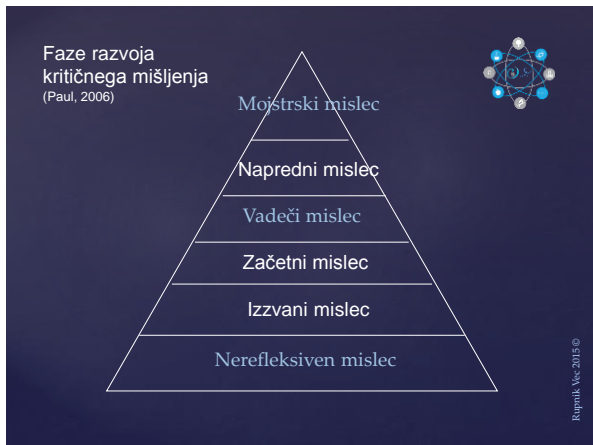 Faze razvoja
kritičnega mišljenja
(Paul, 2006)
Mojstrski mislec
Napredni mislec
Vadeči mislec
Začetni mislec
Izzvani mislec
Nerefleksiven mislec
Rupnik Vec 2015 ©